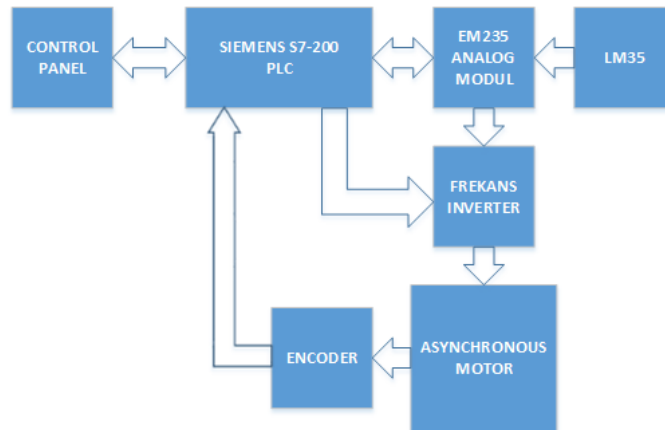 CONTROL
PANEL
SIEMENS S7-200
PLC
EM235
ANALOG
MODUL
LM35
FREKANS
INVERTER
ENCODER
ASYNCHRONOUS
MOTOR